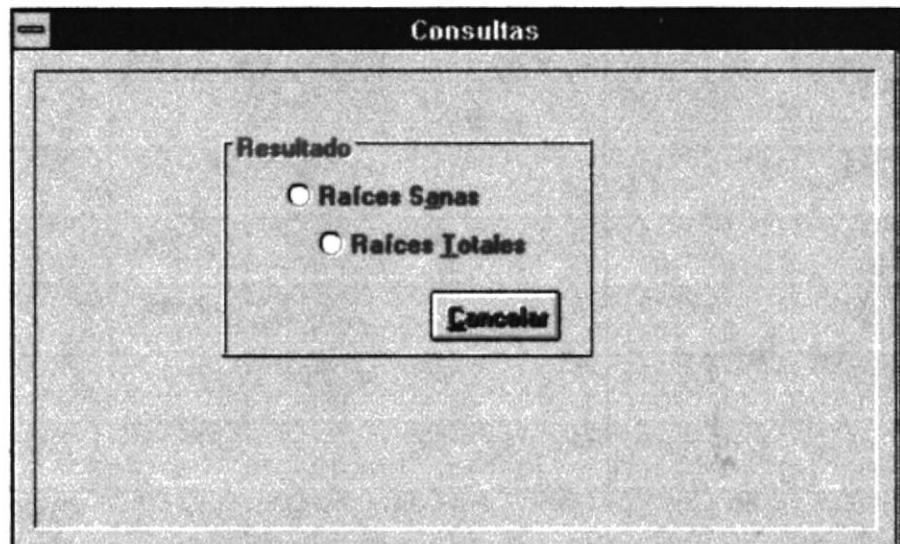 Consultas
Resultado
Raíces Sanas
Raíces Totales
Cancelar